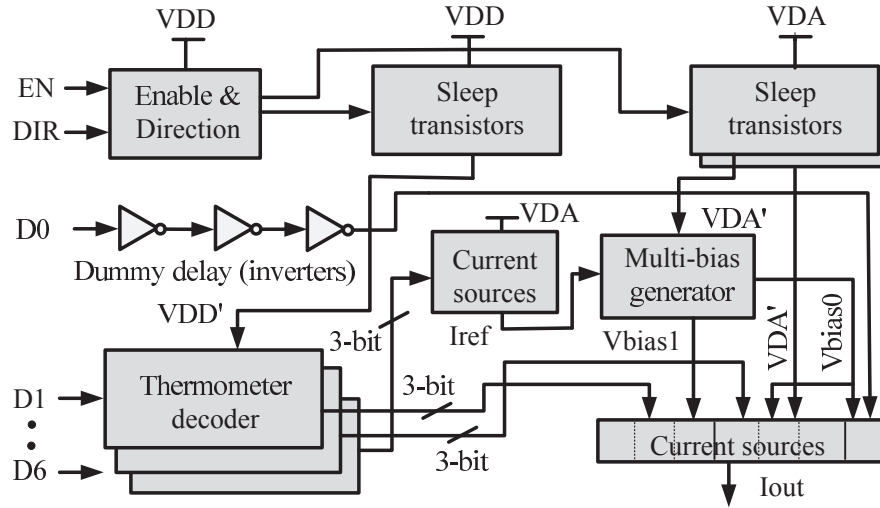 VDD
VDD
VDA
EN
DIR
Enable &
Direction
Sleep
transistors
Sleep
transistors
D0
Dummy delay (inverters)
VDA
VDA'
Current
sources
Multi-bias
generator
VDD'
3-bit
Iref
Vbias1
VDA'
Vbias0
D1
D6
Thermometer
decoder
3-bit
3-bit
Current sources
Iout